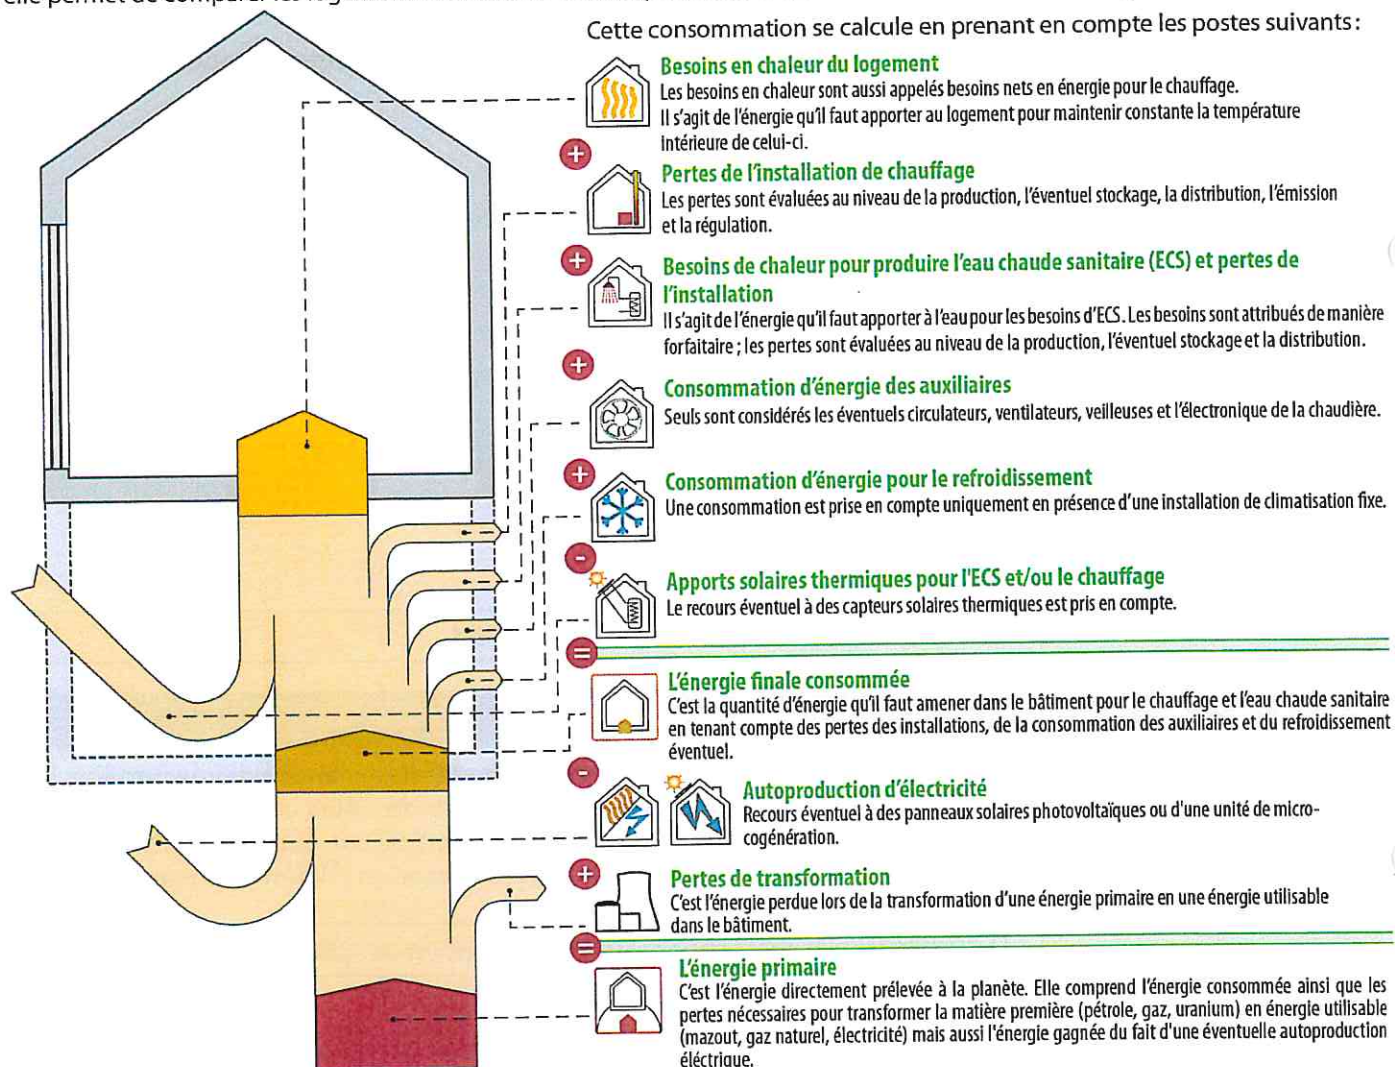 Cette consommation se calcule en prenant en compte les postes suivants :
Besoins en chaleur du logement
Les besoins en chaleur sont aussi appelés besoins nets en énergie pour le chauffage.
Il s'agit de l'énergie qu'il faut apporter au logement pour maintenir constante la température
intérieure de celui-ci.
+
Pertes de l'installation de chauffage
Les pertes sont évaluées au niveau de la production, l'éventuel stockage, la distribution, l'émission
et la régulation.
+
Besoins de chaleur pour produire l'eau chaude sanitaire (ECS) et pertes de
l'installation
Il s'agit de l'énergie qu'il faut apporter à l'eau pour les besoins d'ECS. Les besoins sont attribués de manière
forfaitaire ; les pertes sont évaluées au niveau de la production, l'éventuel stockage et la distribution.
+
Consommation d'énergie des auxiliaires
Seuls sont considérés les éventuels circulateurs, ventilateurs, veilleuses et l'électronique de la chaudière.
+
Consommation d'énergie pour le refroidissement
Une consommation est prise en compte uniquement en présence d'une installation de climatisation fixe.
-
Apports solaires thermiques pour l'ECS et/ou le chauffage
Le recours éventuel à des capteurs solaires thermiques est pris en compte.
=
L'énergie finale consommée
C'est la quantité d'énergie qu'il faut amener dans le bâtiment pour le chauffage et l'eau chaude sanitaire
en tenant compte des pertes des installations, de la consommation des auxiliaires et du refroidissement
éventuel.
-
Autoproduction d'électricité
Recours éventuel à des panneaux solaires photovoltaïques ou d'une unité de micro-
cogénération.
+
Pertes de transformation
C'est l'énergie perdue lors de la transformation d'une énergie primaire en une énergie utilisable
dans le bâtiment.
=
L'énergie primaire
C'est l'énergie directement prélevée à la planète. Elle comprend l'énergie consommée ainsi que les
pertes nécessaires pour transformer la matière première (pétrole, gaz, uranium) en énergie utilisable
(mazout, gaz naturel, électricité) mais aussi l'énergie gagnée du fait d'une éventuelle autoproduction
éléctrique.